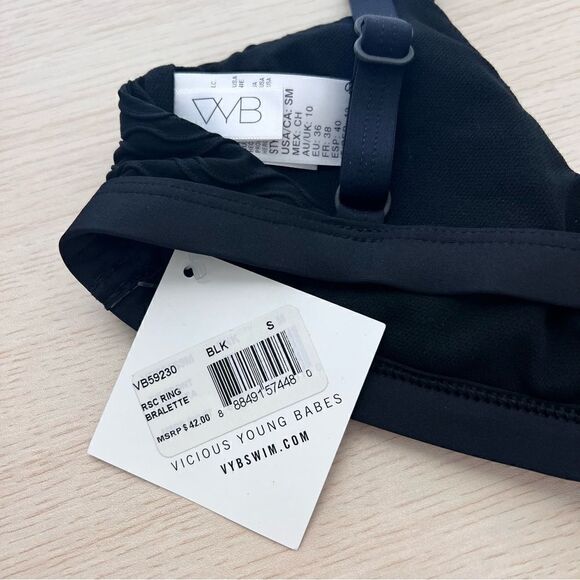 VYB
USA/CA: SM
MEX: CH
AU/UK: 10
EU: 36
FR: 38
ESP: 40
VB59230 BLK S
RSC RING
BRALETTE
MSRP $ 42.00
8 88491 57448 0
VICIOUS YOUNG BABES
VYBSWIM.COM